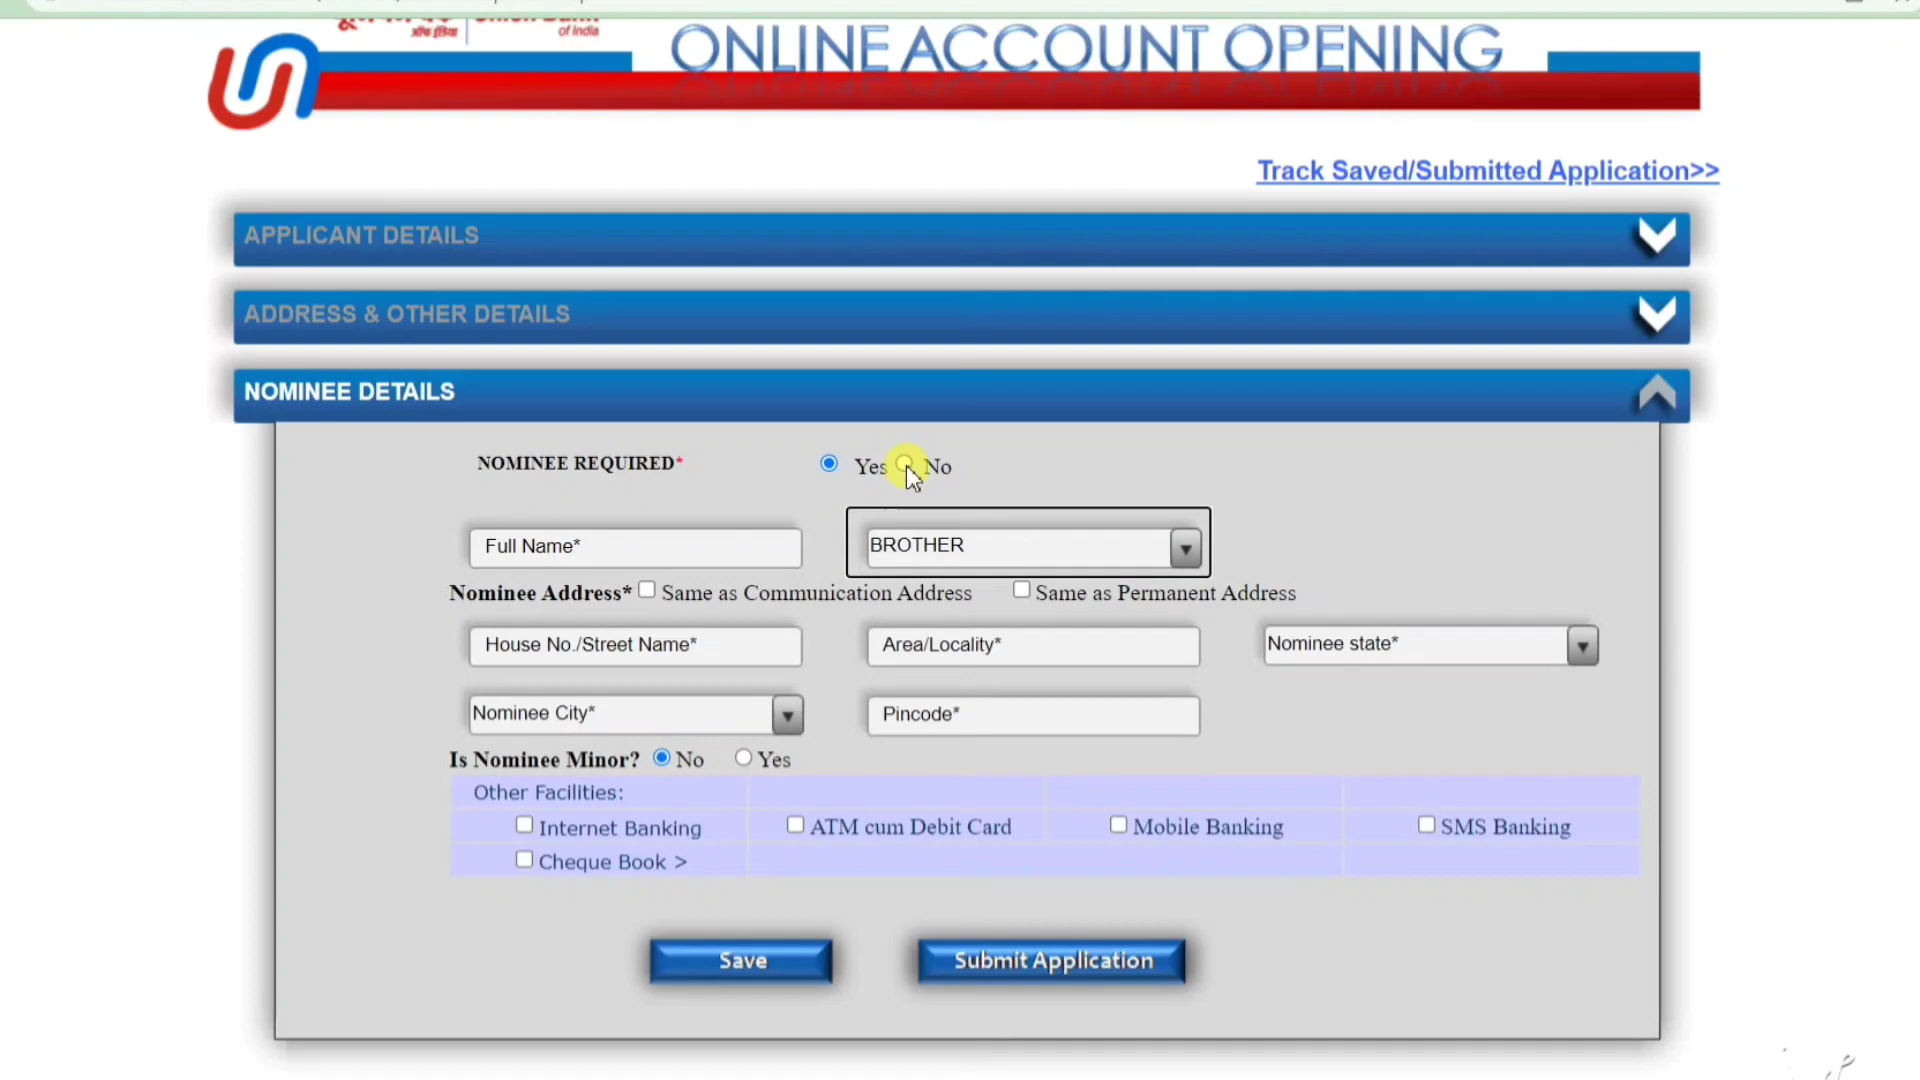 ऑफ़ इंडिया of India
ONLINE ACCOUNT OPENING
Track Saved/Submitted Application>>
APPLICANT DETAILS
ADDRESS & OTHER DETAILS
NOMINEE DETAILS
NOMINEE REQUIRED* Yes No
Full Name* BROTHER
Nominee Address* Same as Communication Address Same as Permanent Address
House No./Street Name* Area/Locality* Nominee state*
Nominee City* Pincode*
Is Nominee Minor? No Yes
Other Facilities:
Internet Banking ATM cum Debit Card Mobile Banking SMS Banking
Cheque Book >
Save Submit Application